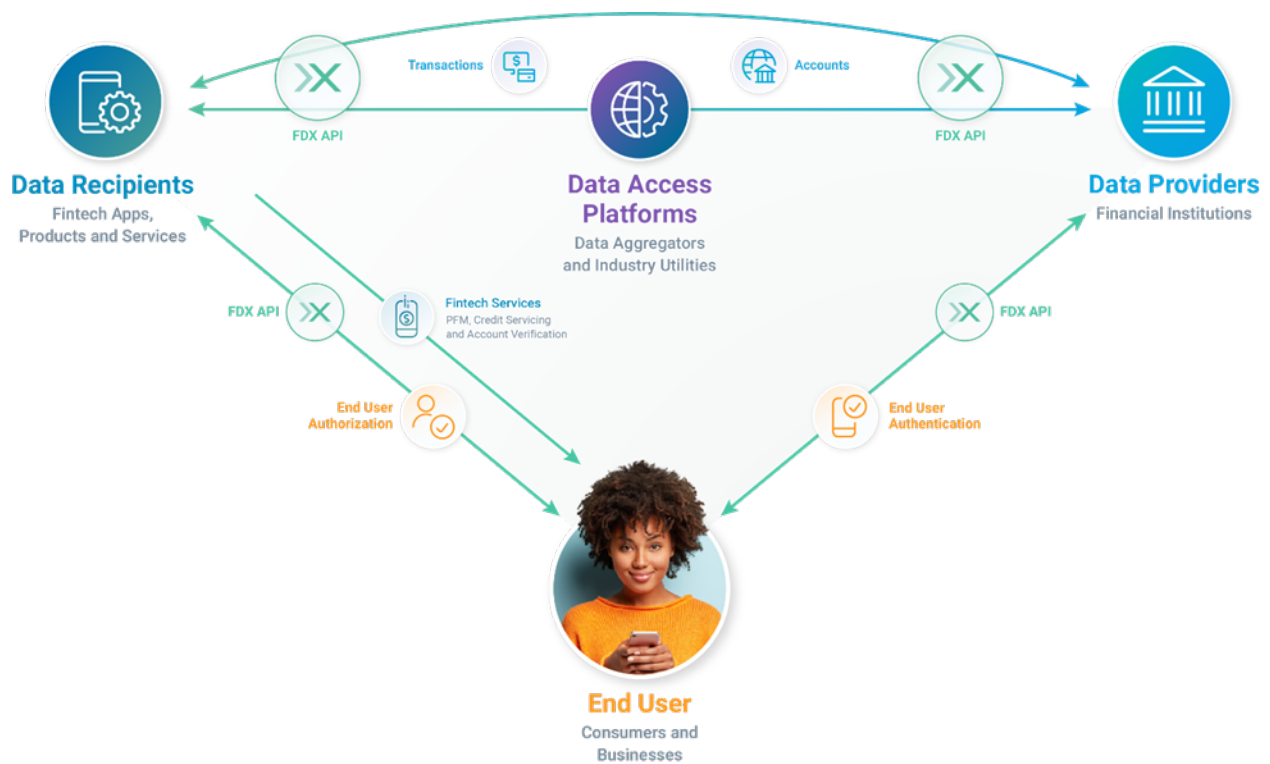 Transactions
Accounts
FDX API
FDX API
Data Recipients
Fintech Apps,
Products and Services
Data Access
Platforms
Data Aggregators
and Industry Utilities
Data Providers
Financial Institutions
FDX API
Fintech Services
PFM, Credit Servicing
and Account Verification
FDX API
End User
Authorization
End User
Authentication
End User
Consumers and
Businesses